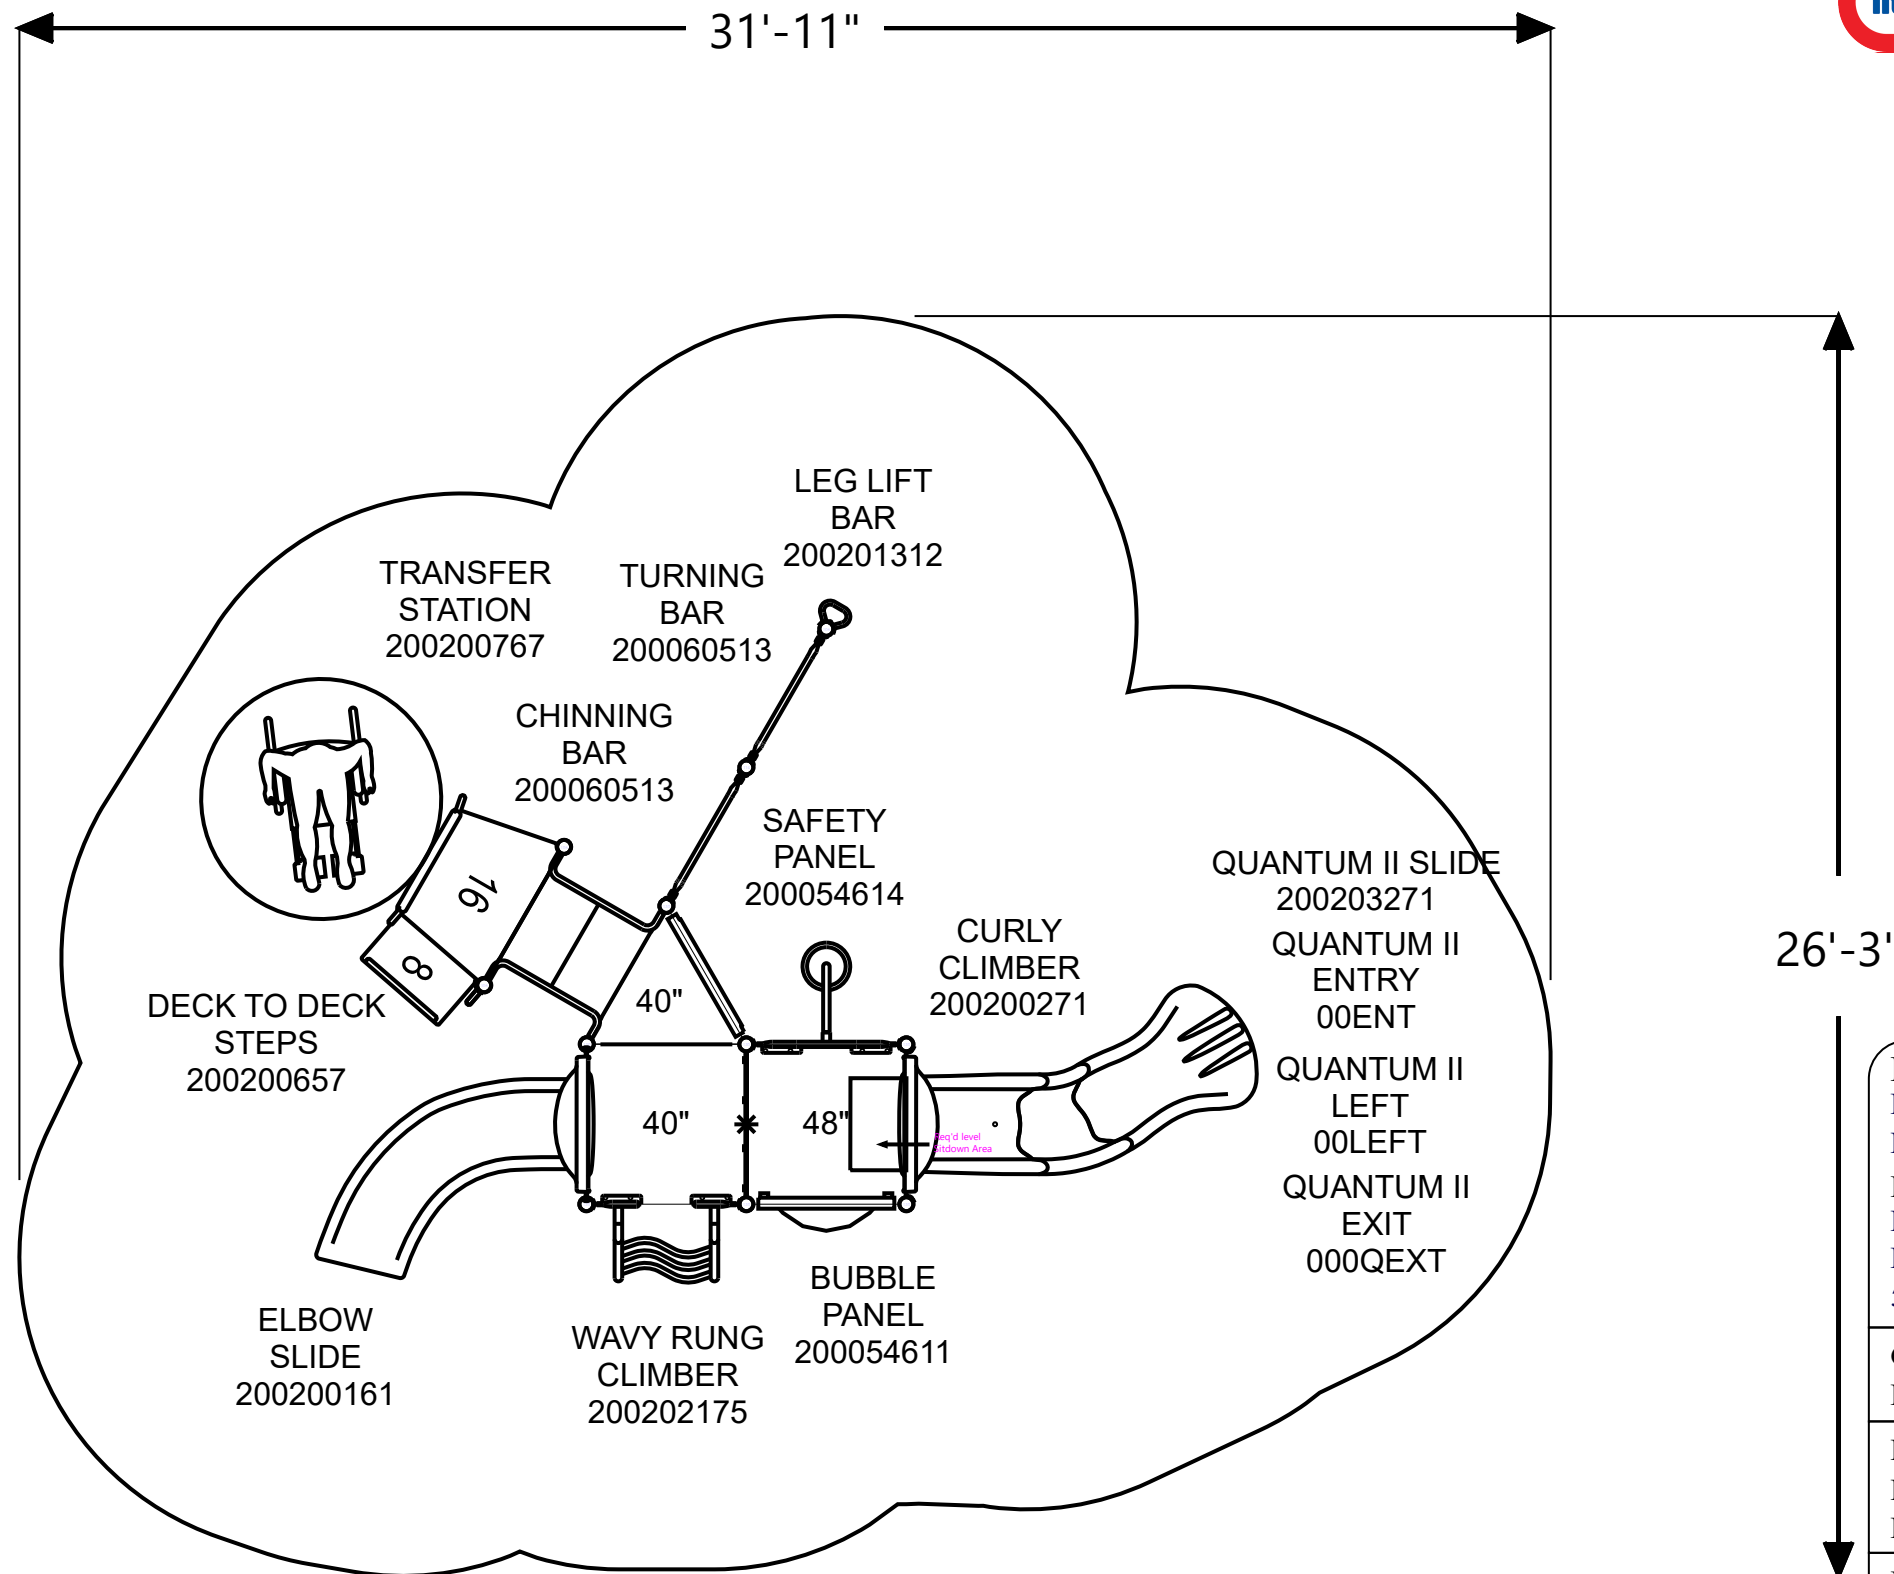 31'-11"
LEG LIFT
BAR
200201312
TRANSFER
STATION
200200767
TURNING
BAR
200060513
CHINNING
BAR
200060513
SAFETY
PANEL
200054614
QUANTUM II SLIDE
200203271
QUANTUM II
ENTRY
00ENT
QUANTUM II
LEFT
00LEFT
QUANTUM II
EXIT
000QEXT
CURLY
CLIMBER
200200271
26'-3'
16
8
DECK TO DECK
STEPS
200200657
40"
40"
48"
level
Area
ELBOW
SLIDE
200200161
WAVY RUNG
CLIMBER
200202175
BUBBLE
PANEL
200054611